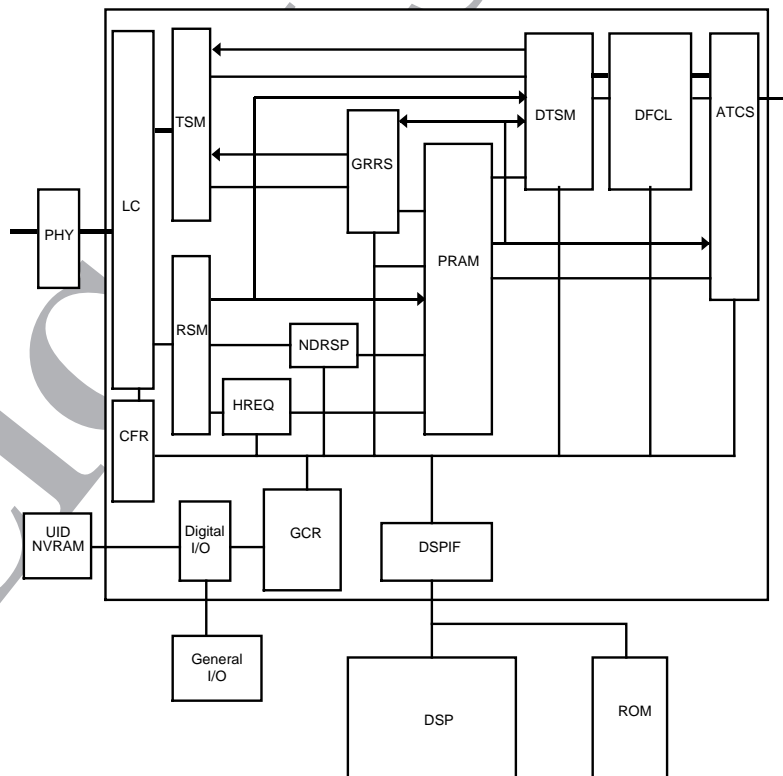 TSM
DTSM
DFCL
ATCS
GRRS
LC
PHY
PRAM
RSM
NDRSP
HREQ
CFR
UID
NVRAM
Digital
I/O
GCR
DSPIF
General
I/O
DSP
ROM